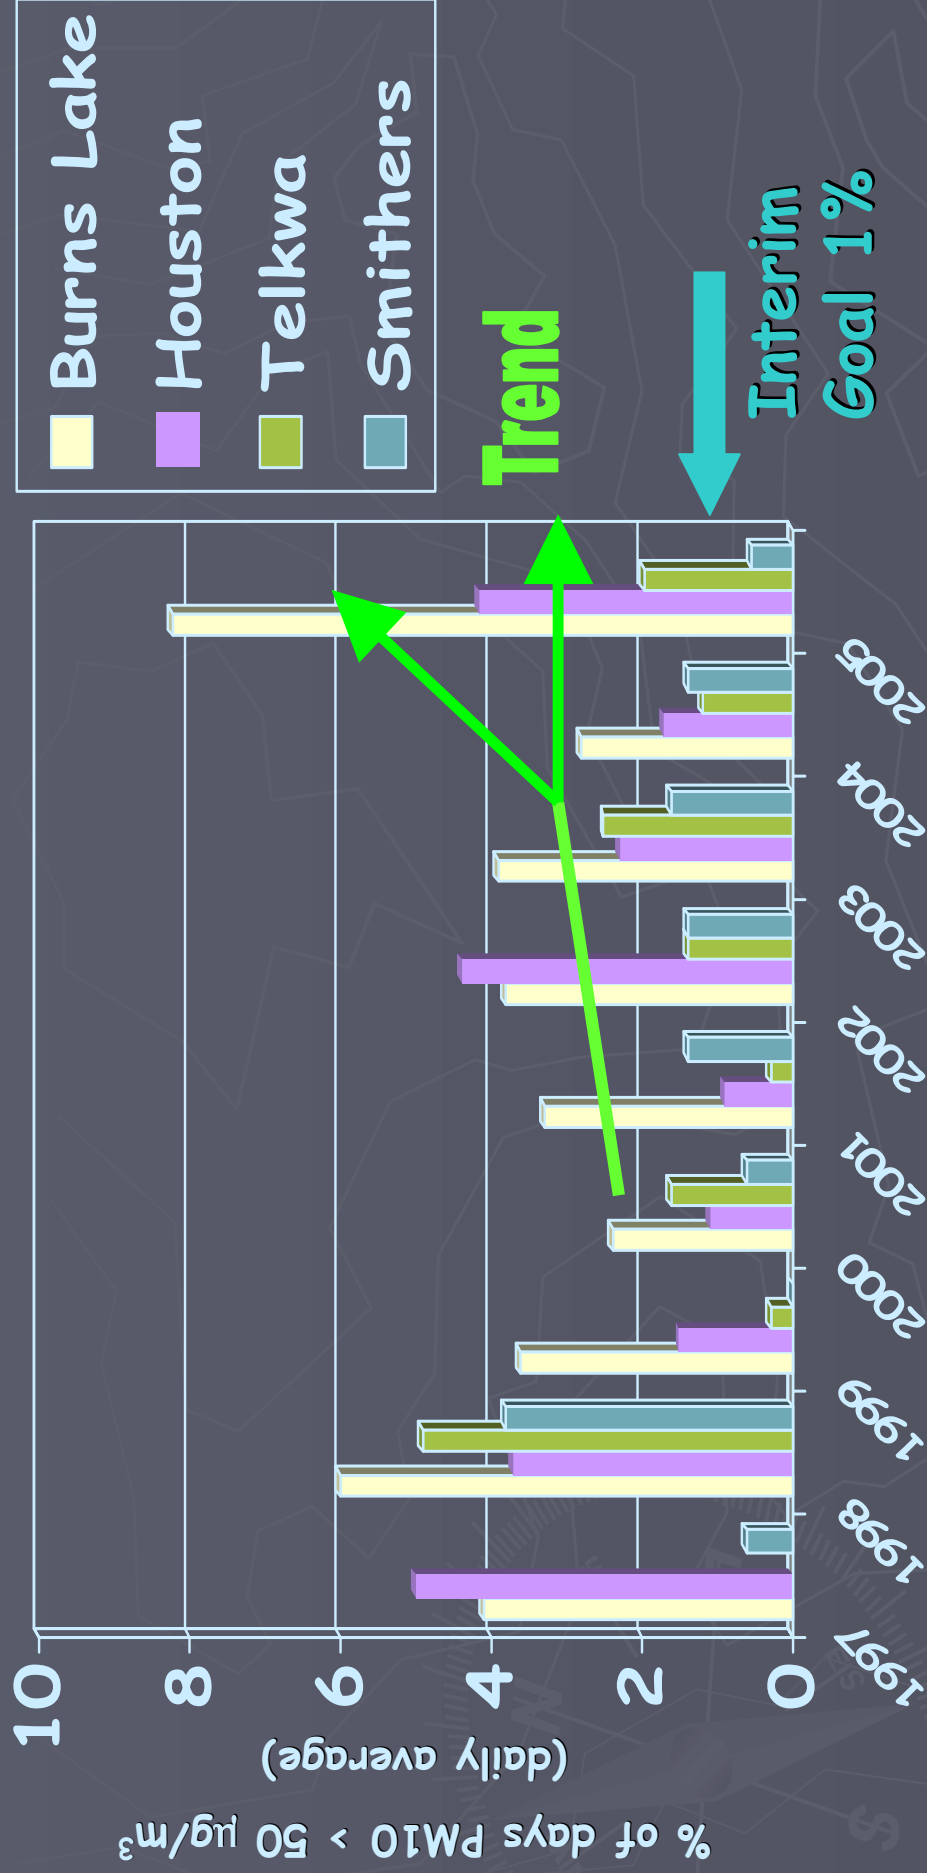 % of days PM10 > 50 µg/m³
(daily average)
10
8
6
4
2
0
1997
1998
1999
2000
2001
2002
2003
2004
2005
Trend
Interim
Goal 1%
Burns Lake
Houston
Telkwa
Smithers
W
S